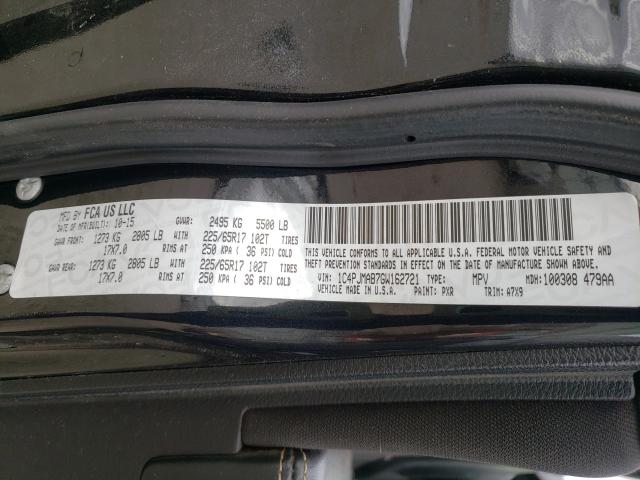 MFD BY FCA US LLC
DATE OF MFR(BUILT): 10-15 GVWR: 2495 KG 5500 LB
GAWR FRONT: 1273 KG 2805 LB WITH 225/65R17 102T TIRES
17X7.0 RIMS AT 250 KPA ( 36 PSI) COLD
GAWR REAR: 1273 KG 2805 LB WITH 225/65R17 102T TIRES
17X7.0 RIMS AT 250 KPA ( 36 PSI) COLD
THIS VEHICLE CONFORMS TO ALL APPLICABLE U.S.A. FEDERAL MOTOR VEHICLE SAFETY
AND THEFT PREVENTION STANDARDS IN EFFECT ON THE DATE OF MANUFACTURE SHOWN ABOVE.
VIN: 1C4PJMAB7GW162721 TYPE: MPV MDH:100308 479AA
VEHICLE MADE IN U.S.A. PAINT: PXR TRIM: A7X9